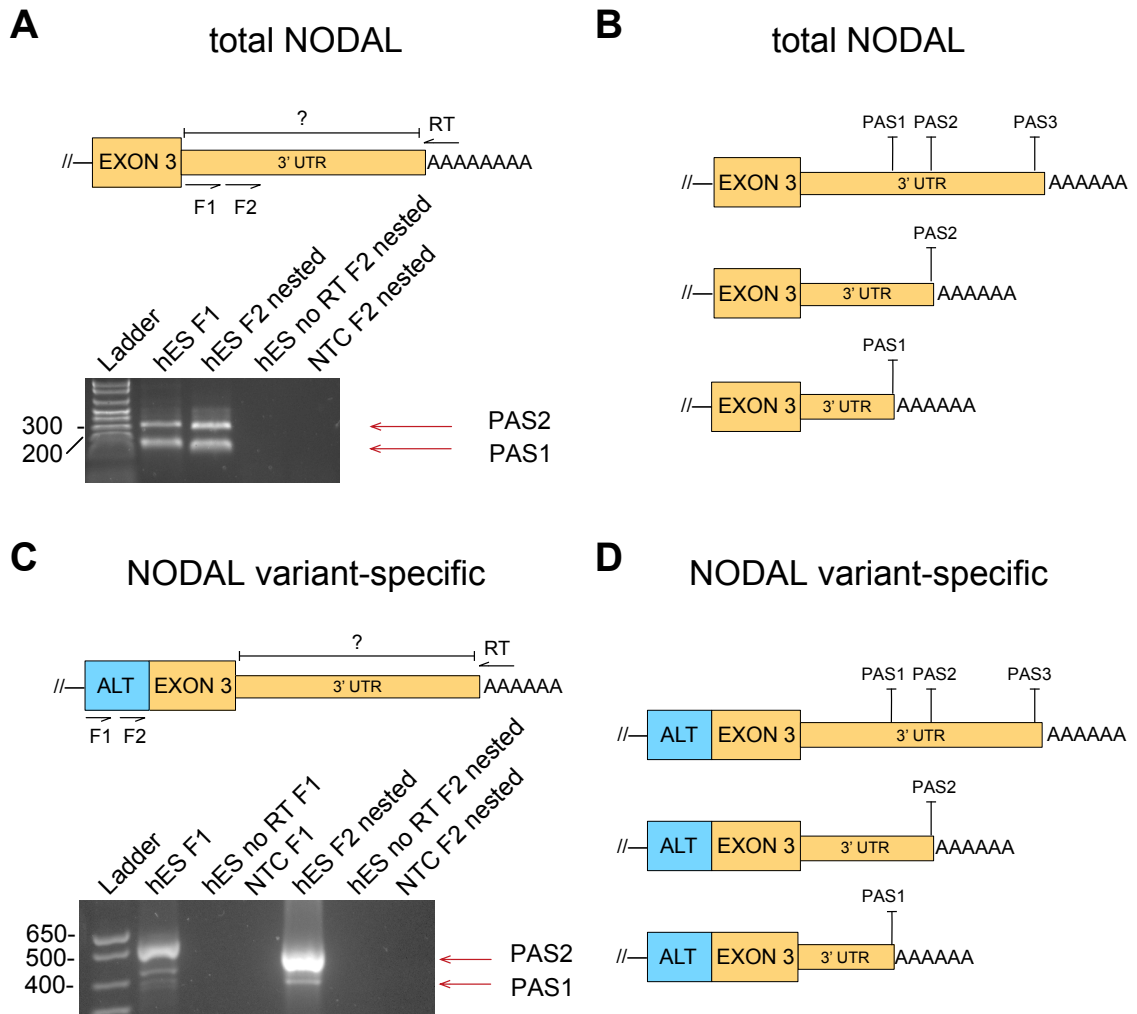 A
total NODAL
?
RT
// EXON 3 3' UTR AAAAAAAA
F1 F2
Ladder
hES F1
hES F2 nested
hES no RT F2 nested
NTC F2 nested
300 -
200
PAS2
PAS1
B
total NODAL
PAS1 PAS2 PAS3
// EXON 3 3' UTR AAAAAA
PAS2
// EXON 3 3' UTR AAAAAA
PAS1
// EXON 3 3' UTR AAAAAA
C
NODAL variant-specific
?
RT
// ALT EXON 3 3' UTR AAAAAA
F1 F2
Ladder
hES F1
hES no RT F1
NTC F1
hES F2 nested
hES no RT F2 nested
NTC F2 nested
650-
500-
400-
PAS2
PAS1
D
NODAL variant-specific
PAS1 PAS2 PAS3
// ALT EXON 3 3' UTR AAAAAA
PAS2
// ALT EXON 3 3' UTR AAAAAA
PAS1
// ALT EXON 3 3' UTR AAAAAA